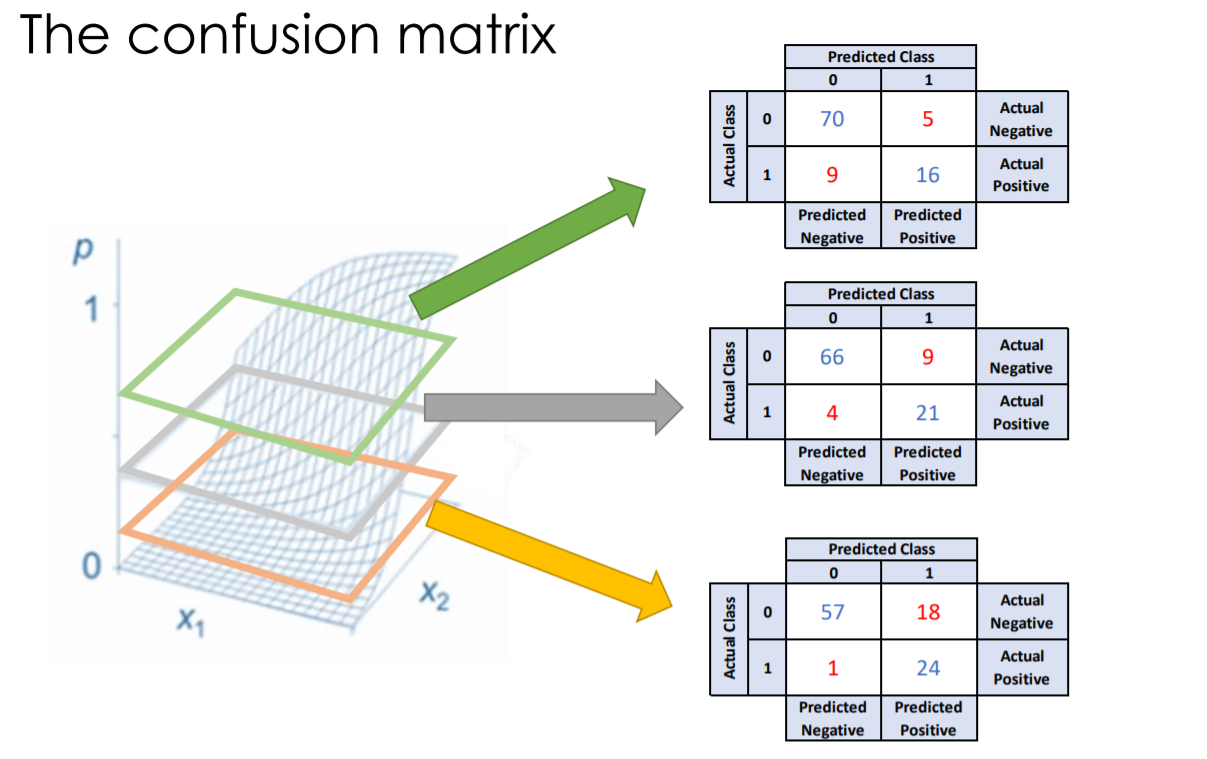 The confusion matrix
p
1
0
x1
x2
Predicted Class
0 1
Actual Class
0 70 5 Actual Negative
1 9 16 Actual Positive
Predicted Negative Predicted Positive
Predicted Class
0 1
Actual Class
0 66 9 Actual Negative
1 4 21 Actual Positive
Predicted Negative Predicted Positive
Predicted Class
0 1
Actual Class
0 57 18 Actual Negative
1 1 24 Actual Positive
Predicted Negative Predicted Positive